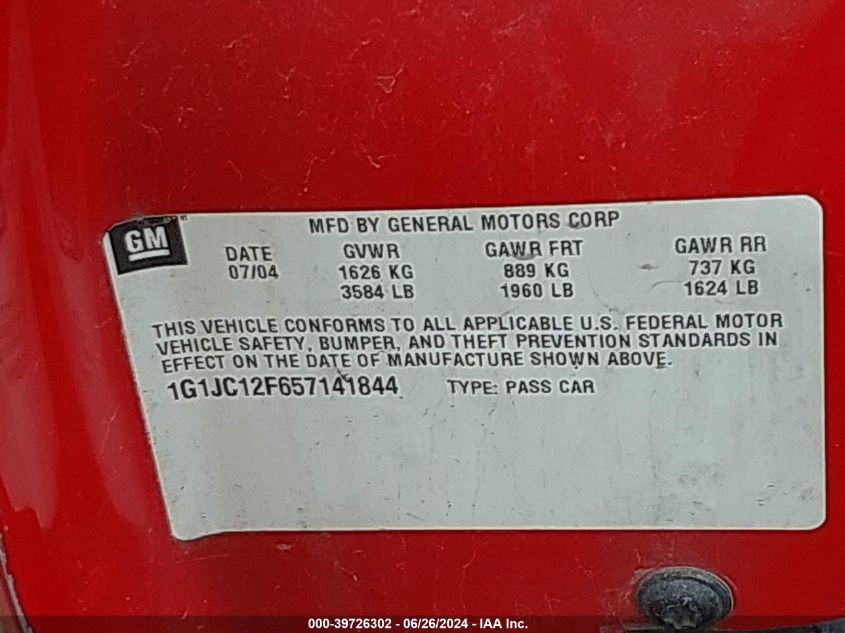 GM
MFD BY GENERAL MOTORS CORP
DATE GVWR GAWR FRT GAWR RR
07/04 1626 KG 889 KG 737 KG
3584 LB 1960 LB 1624 LB
THIS VEHICLE CONFORMS TO ALL APPLICABLE U.S. FEDERAL MOTOR
VEHICLE SAFETY, BUMPER, AND THEFT PREVENTION STANDARDS IN
EFFECT ON THE DATE OF MANUFACTURE SHOWN ABOVE.
1G1JC12F657141844 TYPE: PASS CAR
000-39726302 / 06/26/2024 - IAA Inc.